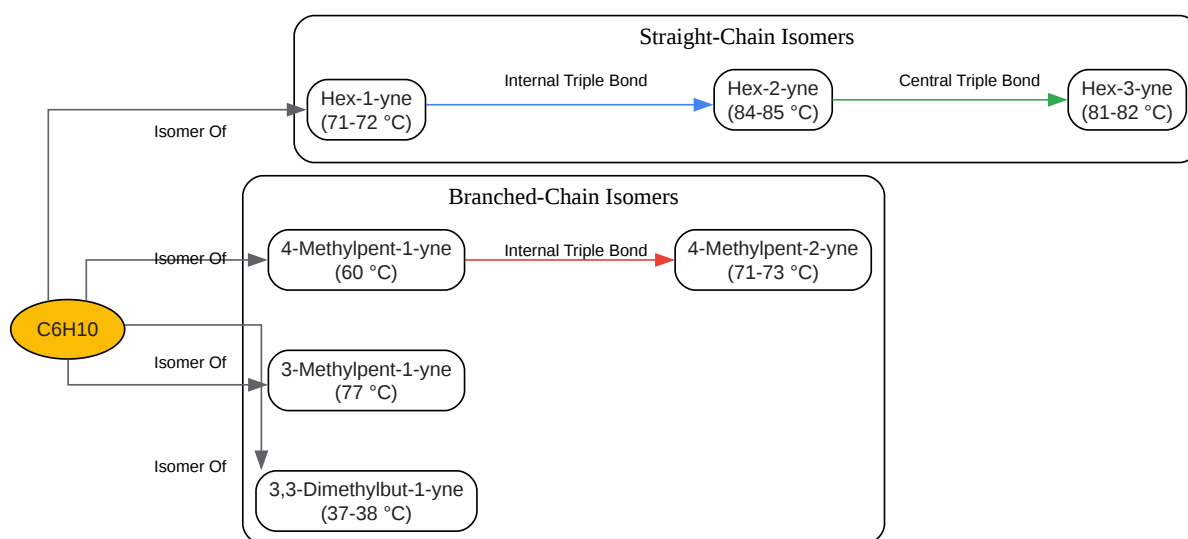 Straight-Chain Isomers
Hex-1-yne
(71-72 °C)
Internal Triple Bond
Hex-2-yne
(84-85 °C)
Central Triple Bond
Hex-3-yne
(81-82 °C)
Isomer Of
Branched-Chain Isomers
Isomer Of
4-Methylpent-1-yne
(60 °C)
Internal Triple Bond
4-Methylpent-2-yne
(71-73 °C)
C6H10
Isomer Of
3-Methylpent-1-yne
(77 °C)
Isomer Of
3,3-Dimethylbut-1-yne
(37-38 °C)